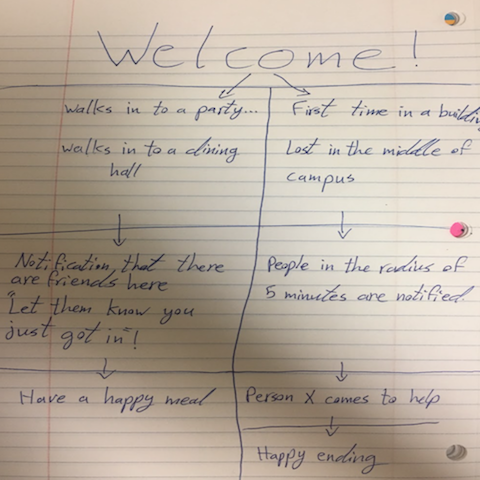 Welcome!
Walks in to a party...
Walks in to a dining
hall
Notification that there
are friends here
"Let them know you
just got in"!
Have a happy meal
First time in a building
Lost in the middle of
campus
People in the radius of
5 minutes are notified.
Person X comes to help
Happy ending